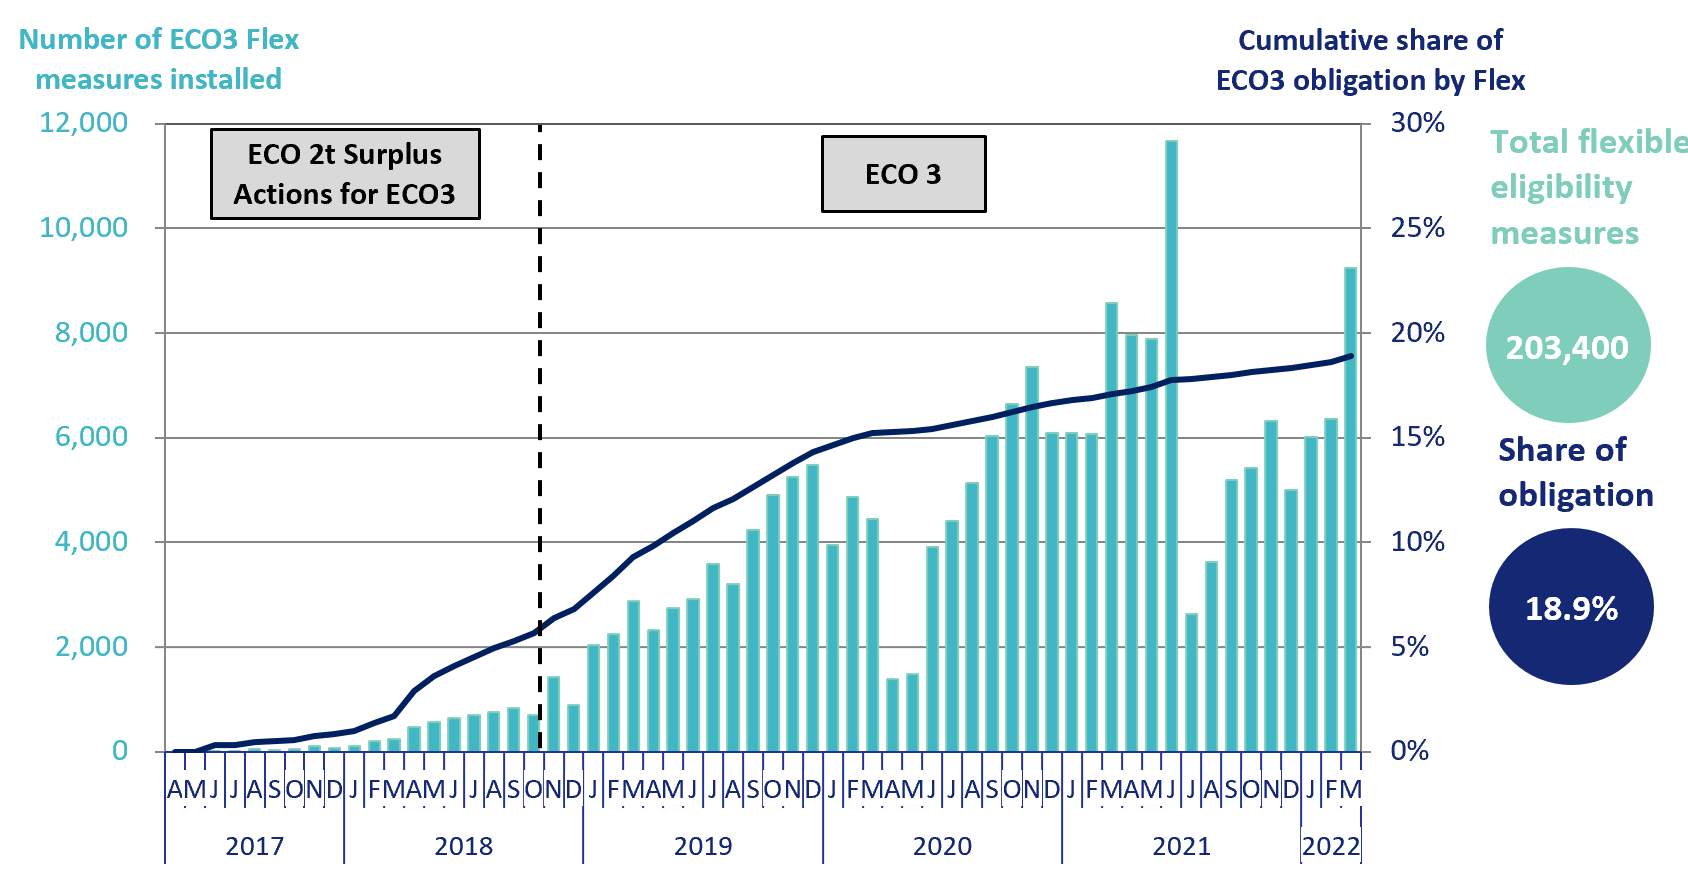 Number of ECO3 Flex
measures installed
Cumulative share of
ECO3 obligation by Flex
12,000
10,000
8,000
6,000
4,000
2,000
0
ECO 2t Surplus
Actions for ECO3
ECO 3
30%
25%
20%
15%
10%
5%
0%
Total flexible
eligibility
measures
203,400
Share of
obligation
18.9%
A M J J A S O N D J F M A M J J A S O N D J F M A M J J A S O N D J F M A M J J A S O N D J F M A M J J A S O N D J F M
2017 2018 2019 2020 2021 2022